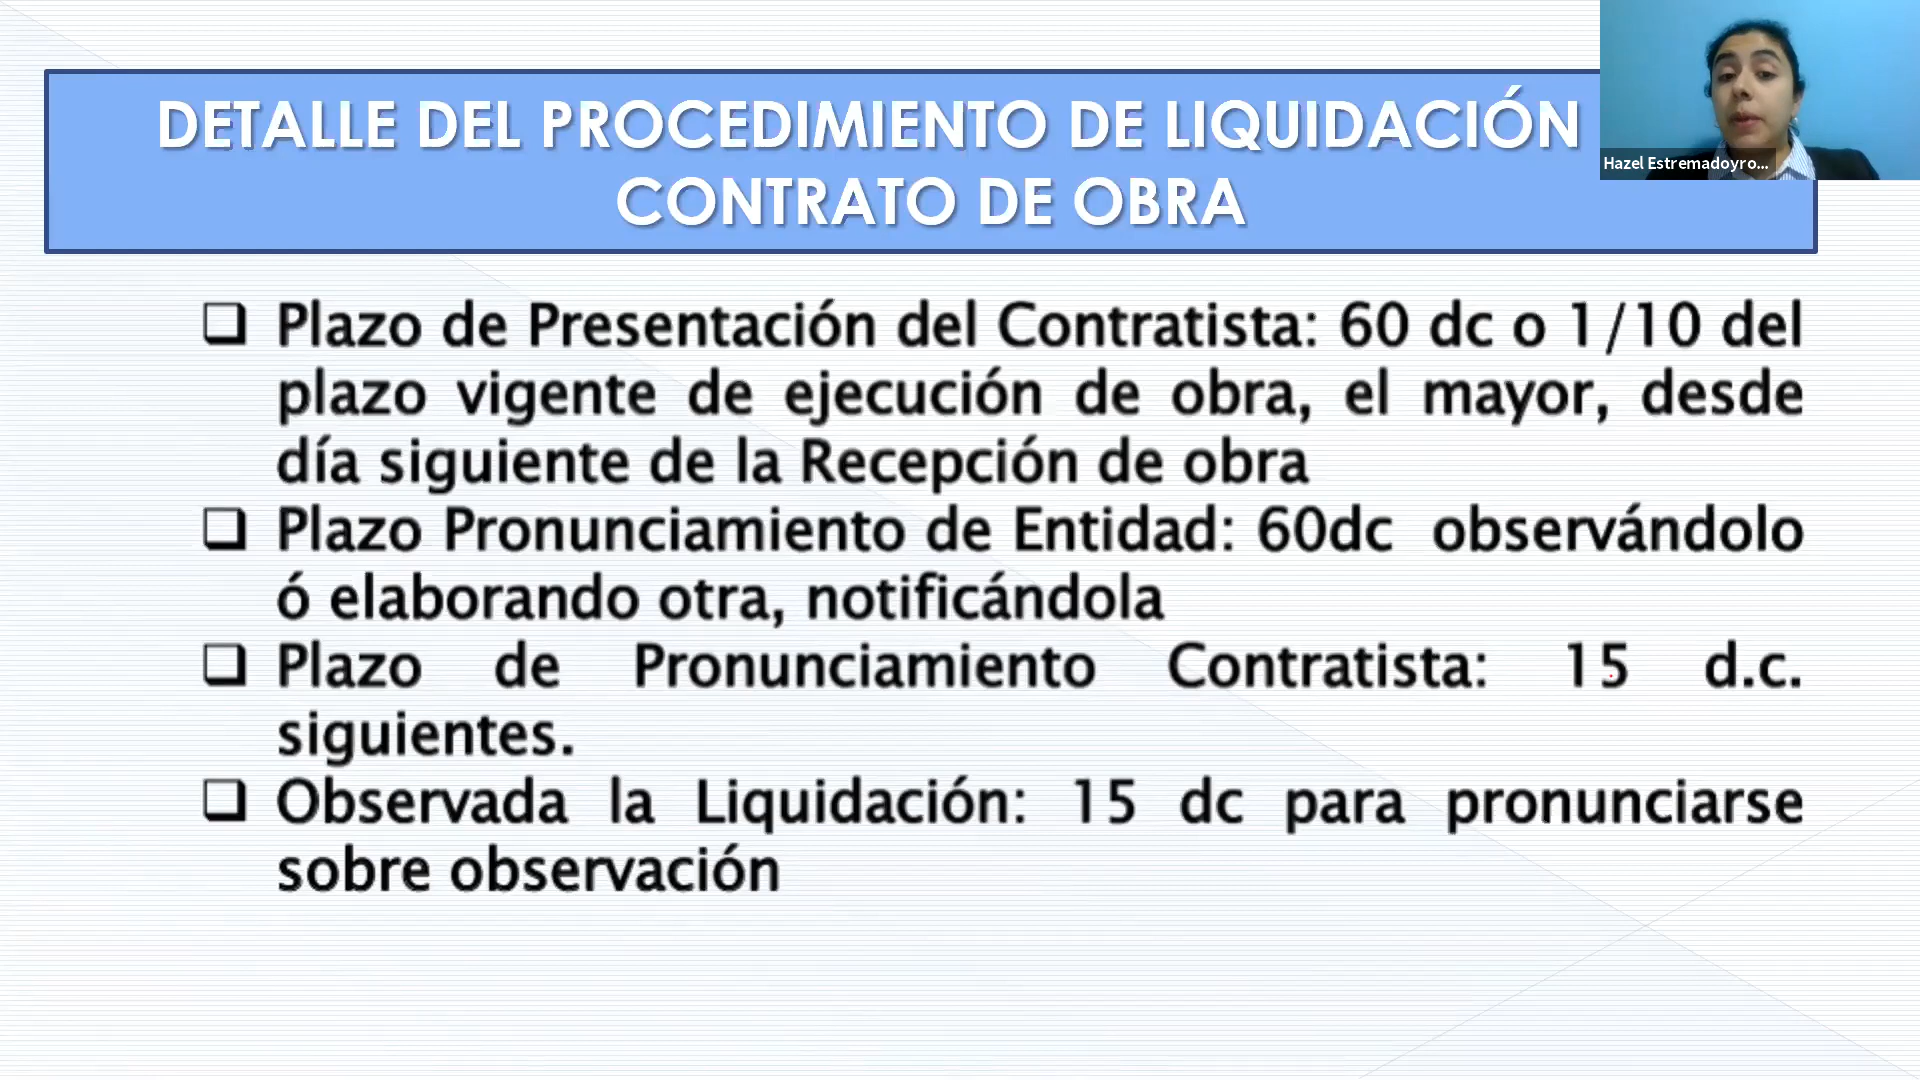 DETALLE DEL PROCEDIMIENTO DE LIQUIDACIÓN
CONTRATO DE OBRA
Hazel Estremadoyro...
❑ Plazo de Presentación del Contratista: 60 dc o 1/10 del
plazo vigente de ejecución de obra, el mayor, desde
día siguiente de la Recepción de obra
❑ Plazo Pronunciamiento de Entidad: 60dc observándolo
ó elaborando otra, notificándola
❑ Plazo de Pronunciamiento Contratista: 15 d.c.
siguientes.
❑ Observada la Liquidación: 15 dc para pronunciarse
sobre observación